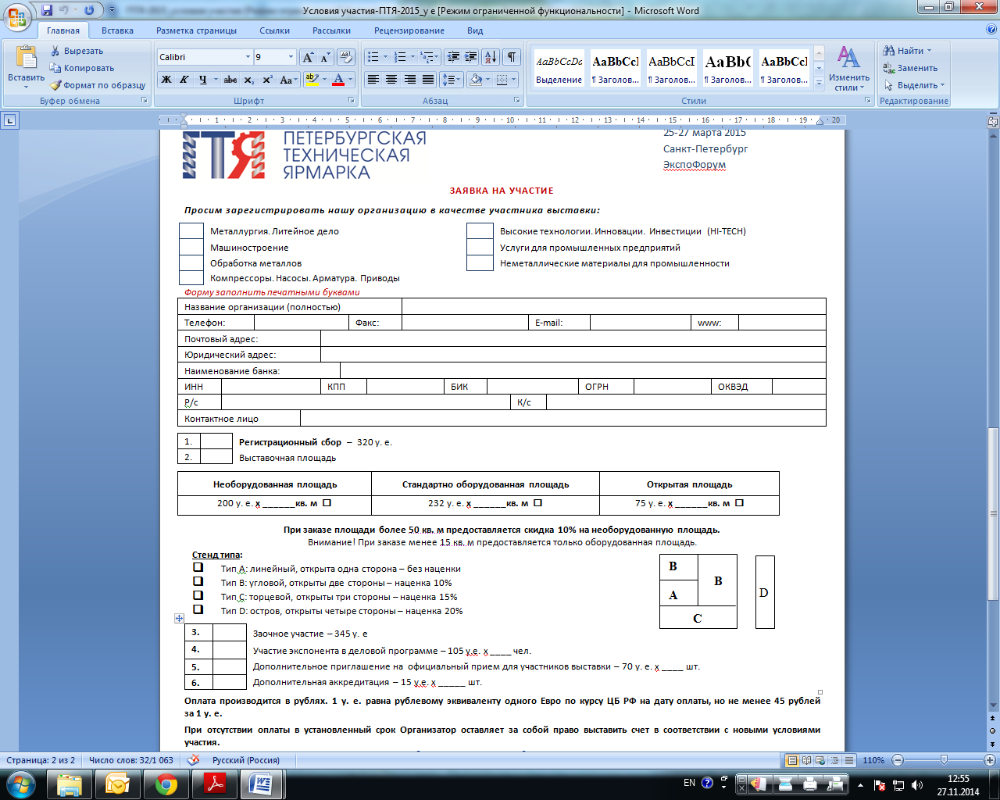 Условия участия-ПТЯ-2015_у е [Режим ограниченной функциональности] - Microsoft Word
Главная Вставка Разметка страницы Ссылки Рассылки Рецензирование Вид
Вставить
Вырезать
Копировать
Формат по образцу
Буфер обмена
Calibri 9
Ж К Ч abc x₂ x² Aa
Шрифт
Абзац
AaBbCcDc AaBbCcI AaBbCcI AaBbC AaBbCcI
Выделение ¶ Заголов... ¶ Заголов... ¶ Заголов... ¶ Заголов...
Изменить стили
Стили
Найти
Заменить
Выделить
Редактирование
1 2 3 4 5 6 7 8 9 10 11 12 13 14 15 16 17 18 19 20
ПТЯ
ПЕТЕРБУРГСКАЯ
ТЕХНИЧЕСКАЯ
ЯРМАРКА
25-27 марта 2015
Санкт-Петербург
ЭкспоФорум
ЗАЯВКА НА УЧАСТИЕ
Просим зарегистрировать нашу организацию в качестве участника выставки:
Металлургия. Литейное дело Высокие технологии. Инновации. Инвестиции (HI-TECH)
Машиностроение Услуги для промышленных предприятий
Обработка металлов Неметаллические материалы для промышленности
Компрессоры. Насосы. Арматура. Приводы
Форму заполнить печатными буквами
Название организации (полностью)
Телефон: Факс: E-mail: www:
Почтовый адрес:
Юридический адрес:
Наименование банка:
ИНН КПП БИК ОГРН ОКВЭД
Р/с К/с
Контактное лицо
1. Регистрационный сбор – 320 у. е.
2. Выставочная площадь
Необорудованная площадь Стандартно оборудованная площадь Открытая площадь
200 у. е. х ______кв. м ☐ 232 у. е. х ______кв. м ☐ 75 у. е. х ______кв. м ☐
При заказе площади более 50 кв. м предоставляется скидка 10% на необорудованную площадь.
Внимание! При заказе менее 15 кв. м предоставляется только оборудованная площадь.
Стенд типа:
❑ Тип А: линейный, открыта одна сторона – без наценки
❑ Тип В: угловой, открыты две стороны – наценка 10%
❑ Тип С: торцевой, открыты три стороны – наценка 15%
❑ Тип D: остров, открыты четыре стороны – наценка 20%
B
B
A
C
D
3. Заочное участие – 345 у. е
4. Участие экспонента в деловой программе – 105 у.е. х ____ чел.
5. Дополнительное приглашение на официальный прием для участников выставки – 70 у. е. х ____ шт.
6. Дополнительная аккредитация – 15 у.е. х _____ шт.
Оплата производится в рублях. 1 у. е. равна рублевому эквиваленту одного Евро по курсу ЦБ РФ на дату оплаты, но не менее 45 рублей
за 1 у. е.
При отсутствии оплаты в установленный срок Организатор оставляет за собой право выставить счет в соответствии с новыми условиями
участия.
Страница: 2 из 2 Число слов: 32/1 063 Русский (Россия) 110%
EN 12:55
27.11.2014